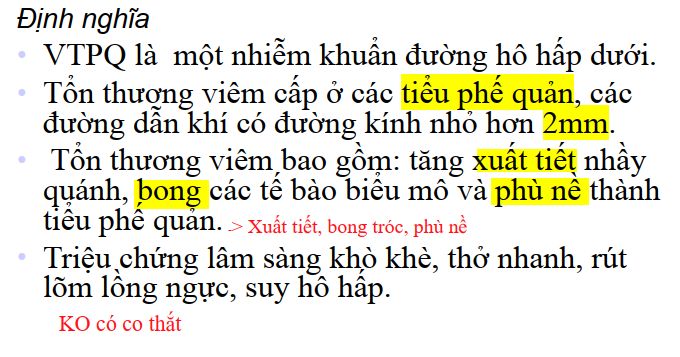 Định nghĩa
VTPQ là một nhiễm khuẩn đường hô hấp dưới.
Tổn thương viêm cấp ở các tiểu phế quản, các
đường dẫn khí có đường kính nhỏ hơn 2mm.
Tổn thương viêm bao gồm: tăng xuất tiết nhầy
quánh, bong các tế bào biểu mô và phù nề thành
tiểu phế quản. -> Xuất tiết, bong tróc, phù nề
Triệu chứng lâm sàng khò khè, thở nhanh, rút
lõm lồng ngực, suy hô hấp.
KO có co thắt